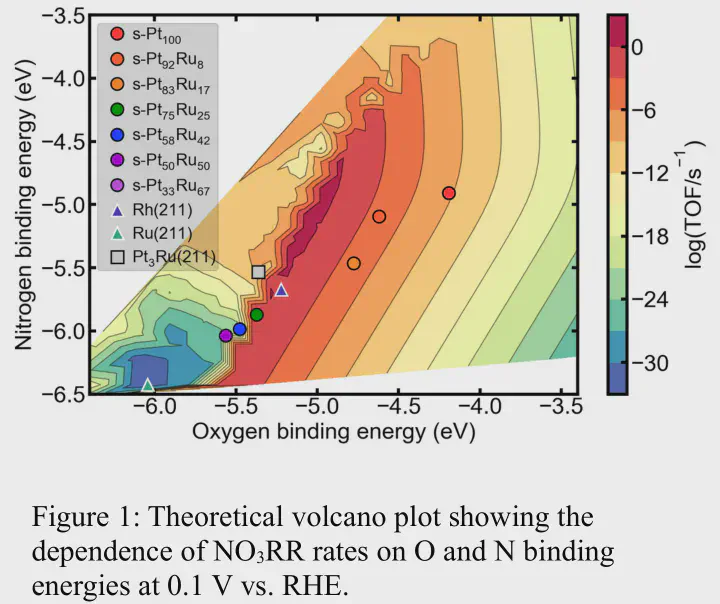 −3.5
−4.0
−4.5
−5.0
−5.5
−6.0
−6.5
Nitrogen binding energy (eV)
s-Pt₁₀₀
s-Pt₉₂Ru₈
s-Pt₈₃Ru₁₇
s-Pt₇₅Ru₂₅
s-Pt₅₈Ru₄₂
s-Pt₅₀Ru₅₀
s-Pt₃₃Ru₆₇
Rh(211)
Ru(211)
Pt₃Ru(211)
−6.0 −5.5 −5.0 −4.5 −4.0 −3.5
Oxygen binding energy (eV)
0
−6
−12
−18
−24
−30
log(TOF/s⁻¹)
Figure 1: Theoretical volcano plot showing the
dependence of NO₃RR rates on O and N binding
energies at 0.1 V vs. RHE.